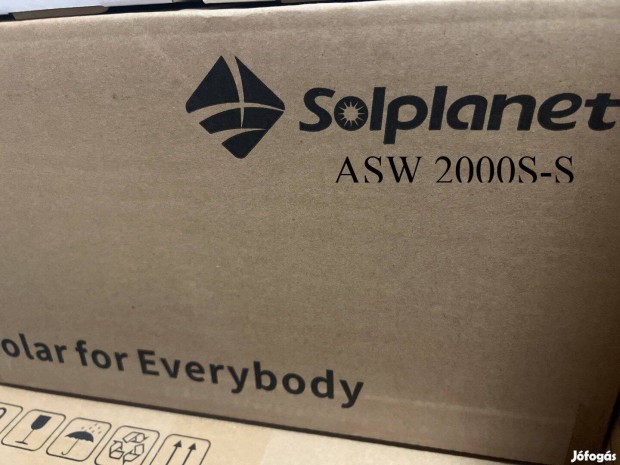 Solplanet
ASW 2000S-S
olar for Everybody
Jófogás